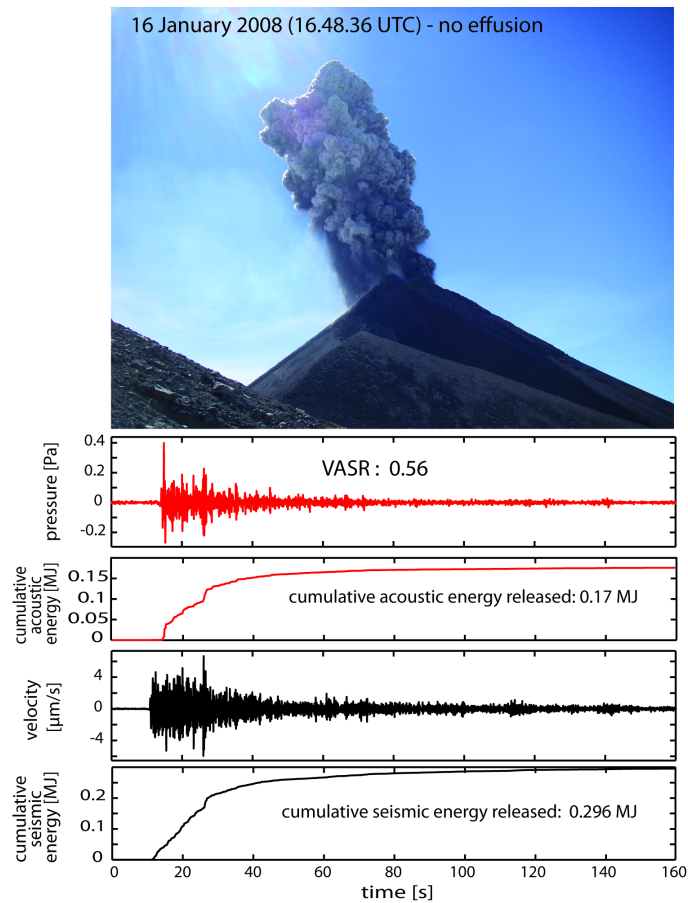 16 January 2008 (16.48.36 UTC) - no effusion
pressure [Pa]
0.4
0.2
0
-0.2
VASR : 0.56
cumulative
acoustic
energy [MJ]
0.15
0.1
0.05
0
cumulative acoustic energy released: 0.17 MJ
velocity
[µm/s]
4
0
-4
cumulative
seismic
energy [MJ]
0.2
0.1
0
cumulative seismic energy released: 0.296 MJ
0 20 40 60 80 100 120 140 160
time [s]